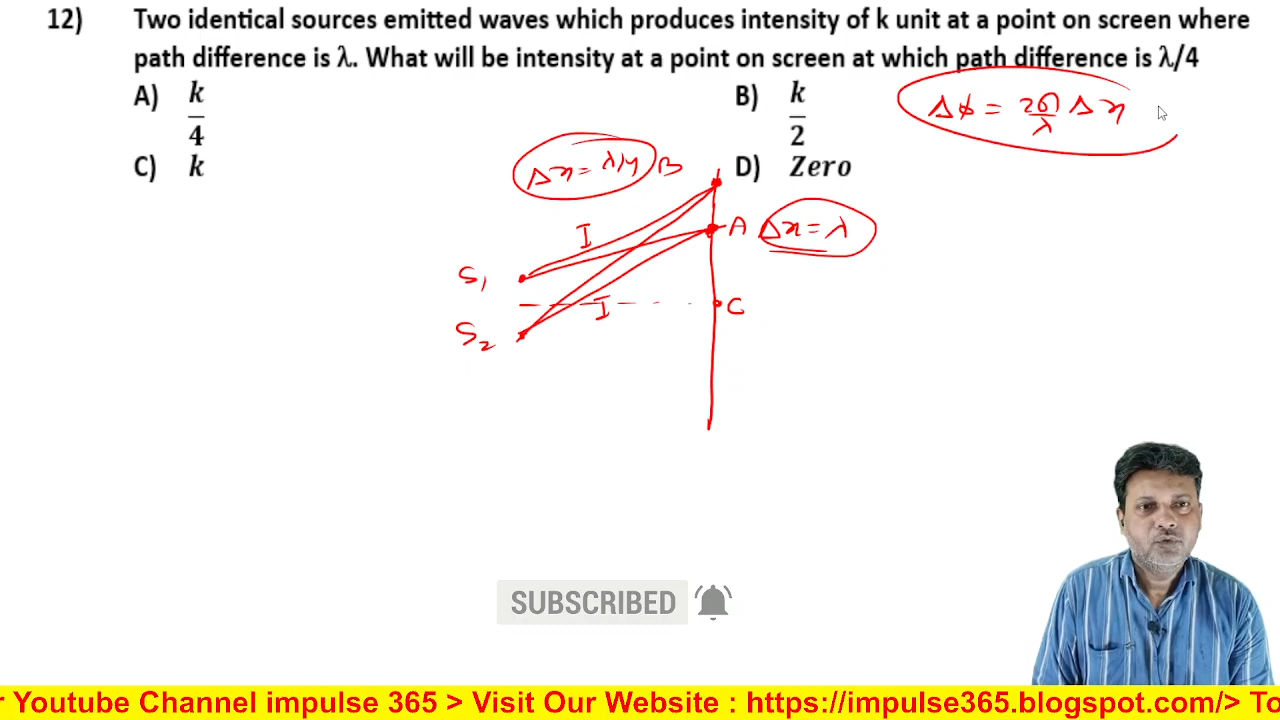 12) Two identical sources emitted waves which produces intensity of k unit at a point on screen where
path difference is λ. What will be intensity at a point on screen at which path difference is λ/4
A) k/4
B) k/2
C) k
D) Zero
Δϕ = 2π/λ Δx
Δx = λ/4 B
I
A Δx = λ
S1
I
C
S2
SUBSCRIBED
r Youtube Channel impulse 365 > Visit Our Website : https://impulse365.blogspot.com/> To